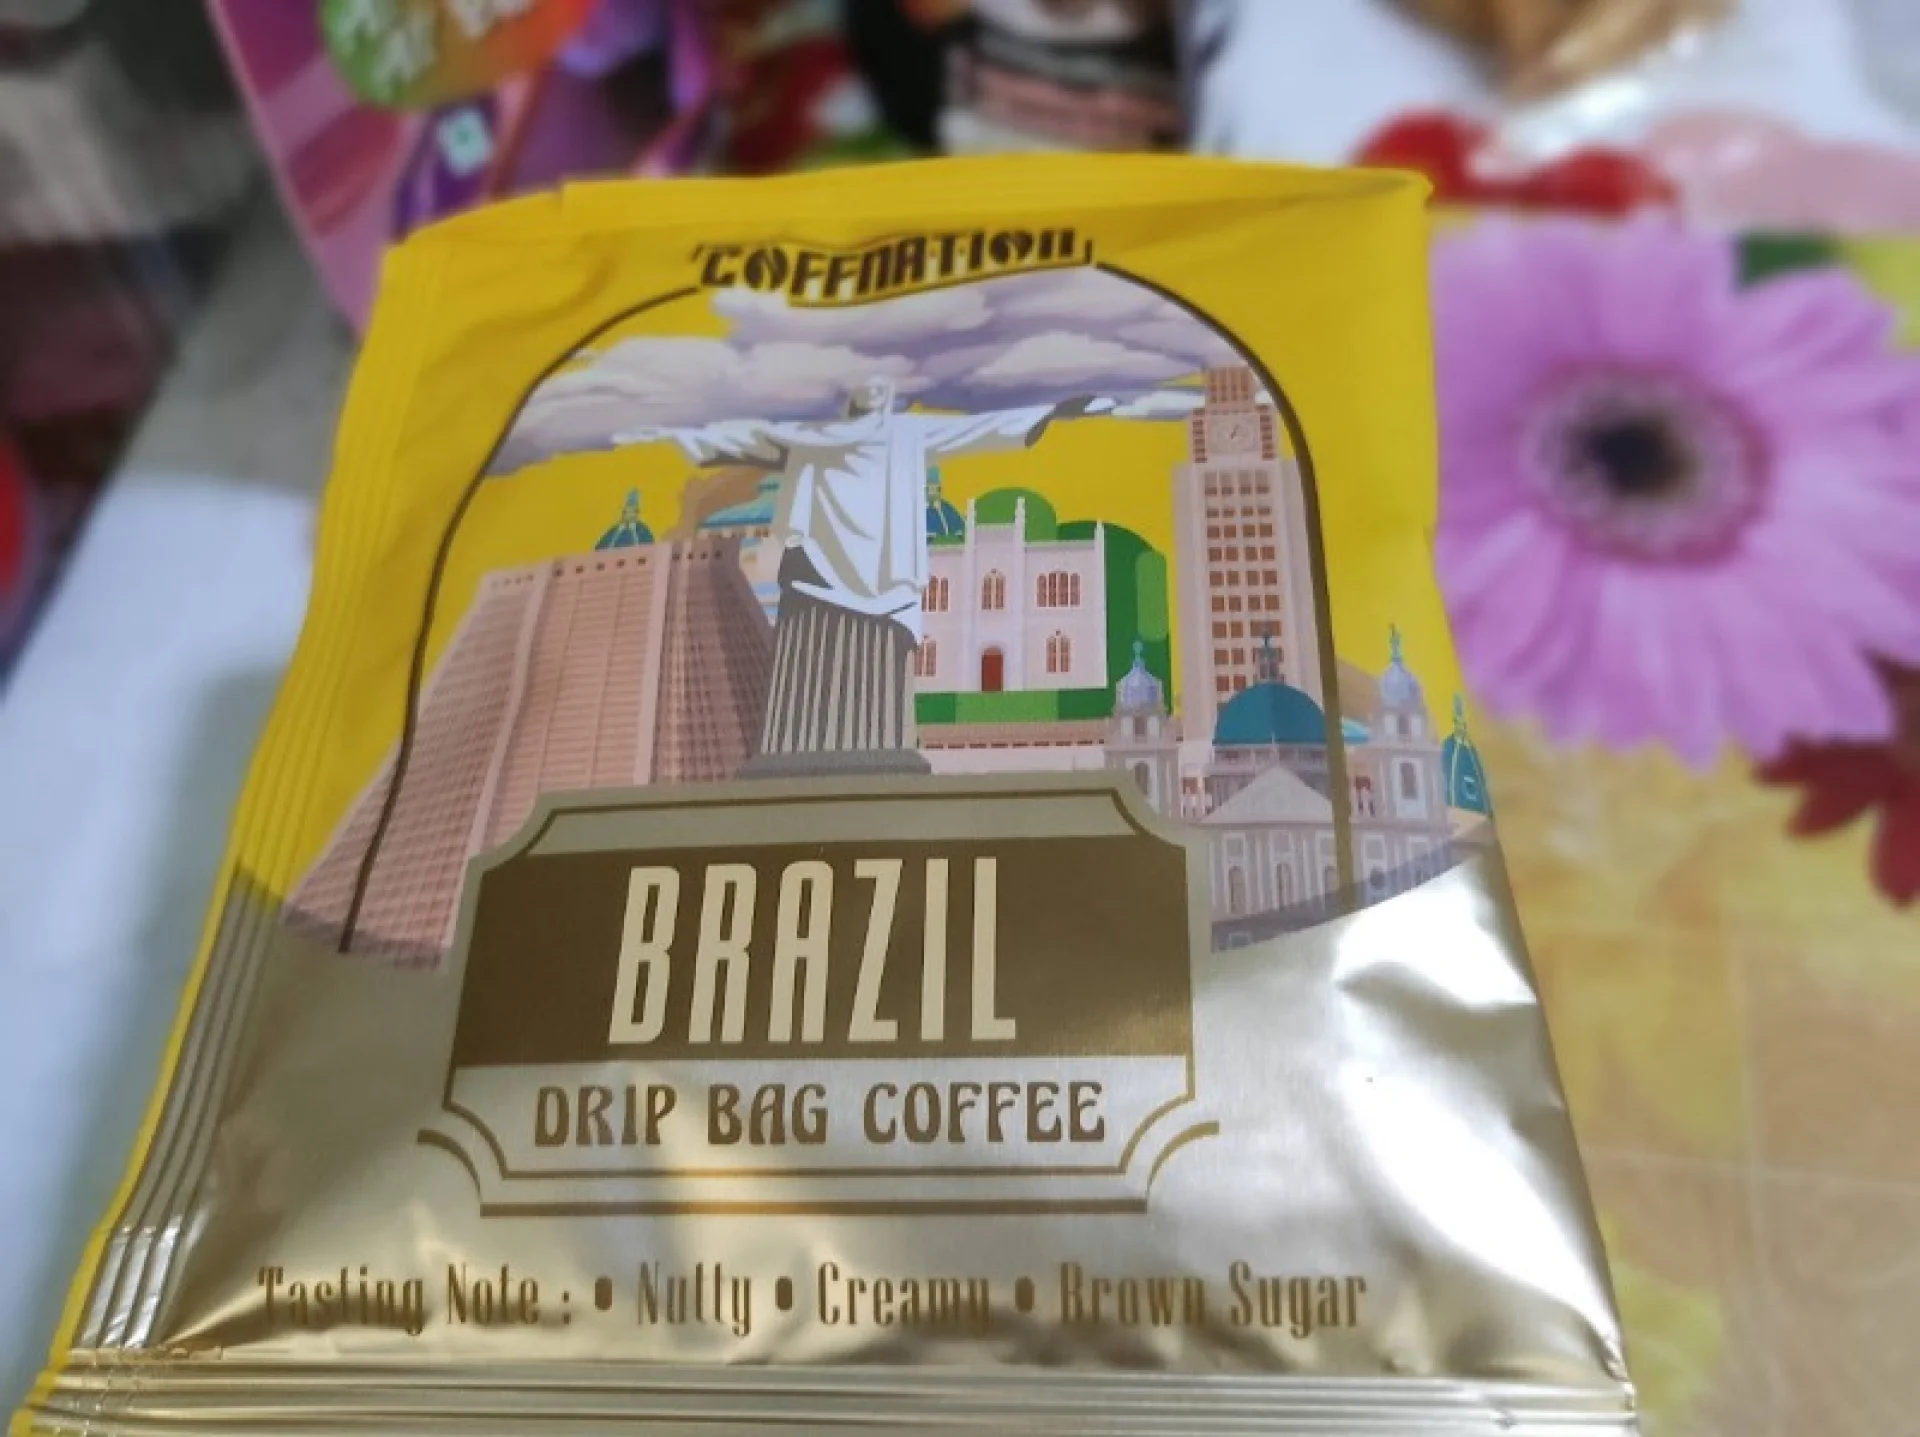 COFFNATION
BRAZIL
DRIP BAG COFFEE
Tasting Note : • Nutty • Creamy • Brown Sugar